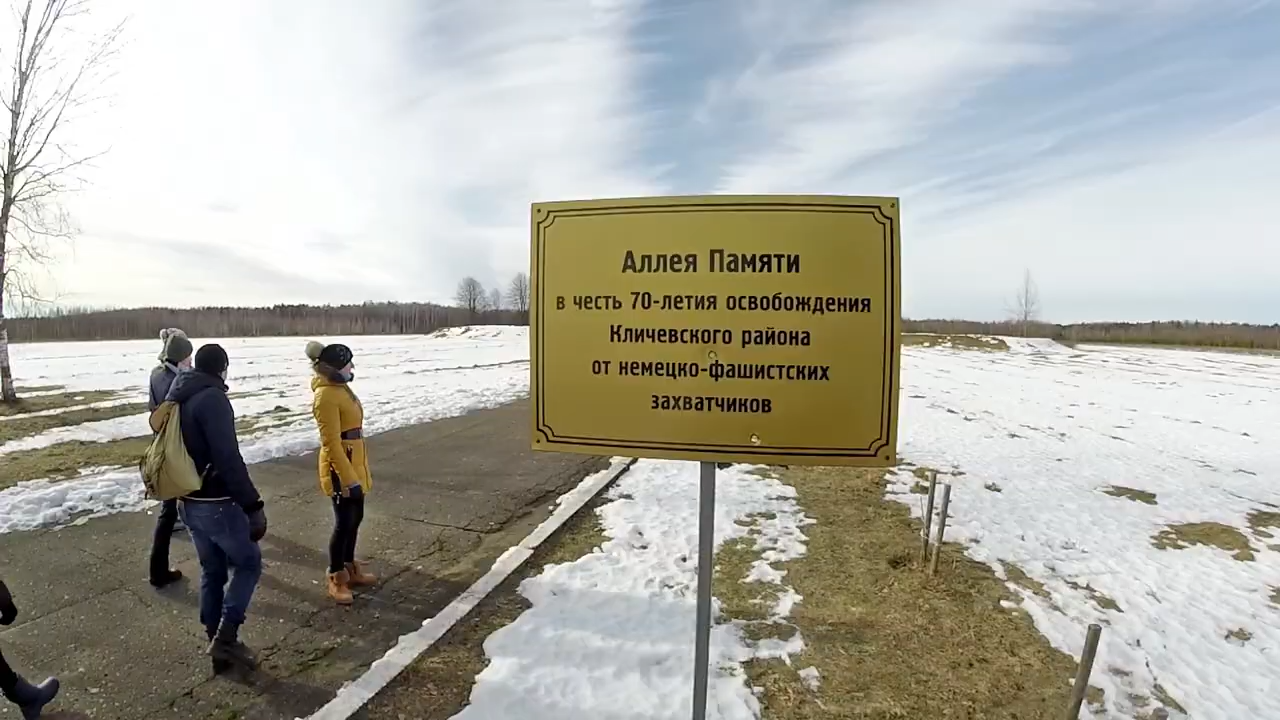 Аллея Памяти
в честь 70-летия освобождения
Кличевского района
от немецко-фашистских
захватчиков